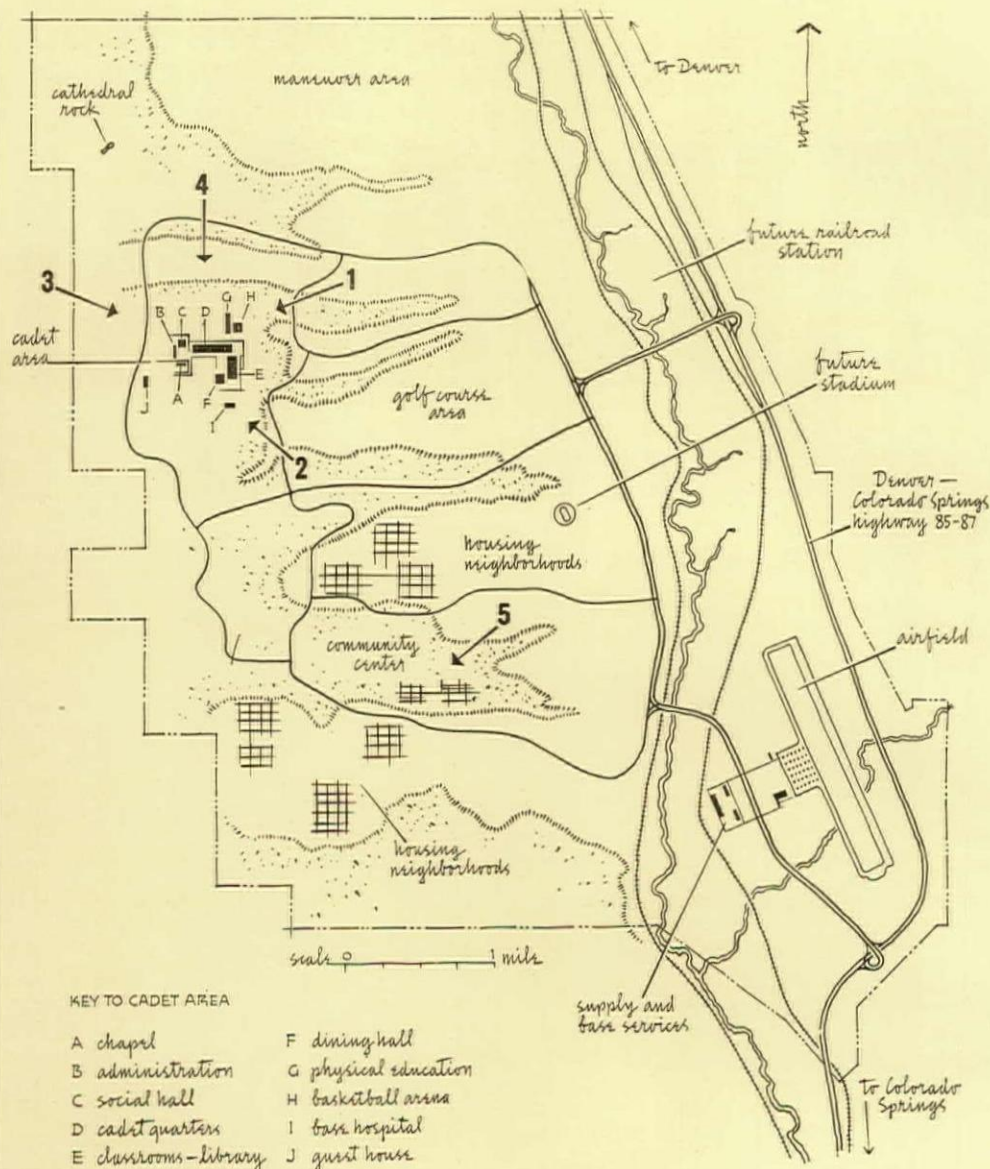 maneuver area
to Denver
north
cathedral
rock
4
future railroad
station
3
1
G H
B C D
cadet
area
E
A
F
J
I
future
stadium
golf course
area
2
Denver —
Colorado Springs
highway 85-87
housing
neighborhoods
5
community
center
airfield
housing
neighborhoods
scale 0 1 mile
supply and
base services
KEY TO CADET AREA
A chapel
B administration
C social hall
D cadet quarters
E classrooms–library
F dining hall
G physical education
H basketball arena
I base hospital
J guest house
to Colorado
Springs